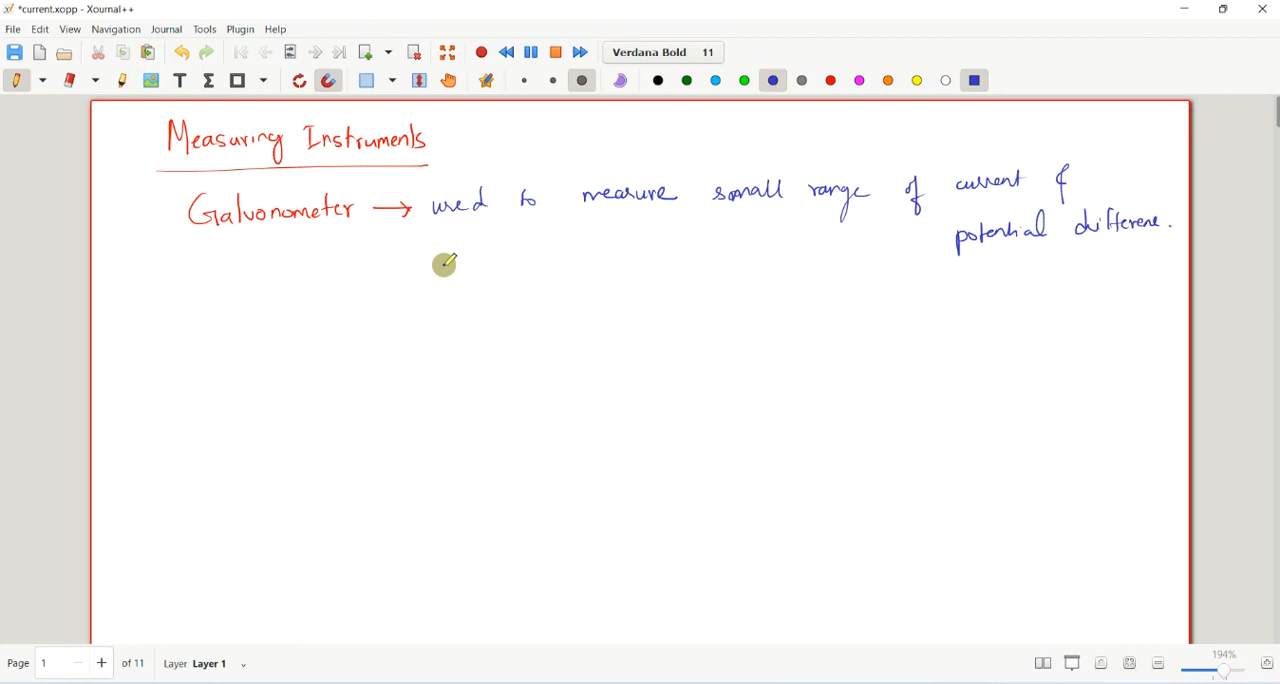 *current.xopp - Xournal++
File Edit View Navigation Journal Tools Plugin Help
Verdana Bold 11
Measuring Instruments
Galvonometer → used to measure small range of current &
potential differene.
Page 1 of 11 Layer Layer 1 194%